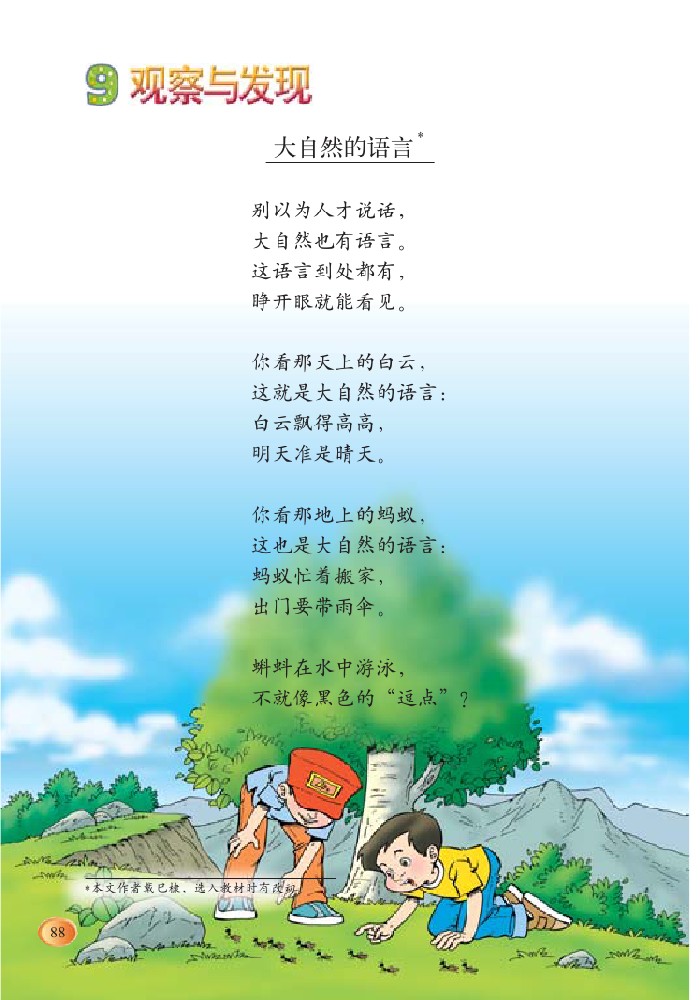 9 观察与发现
大自然的语言*
别以为人才说话，
大自然也有语言。
这语言到处都有，
睁开眼就能看见。
你看那天上的白云，
这就是大自然的语言：
白云飘得高高，
明天准是晴天。
你看那地上的蚂蚁，
这也是大自然的语言：
蚂蚁忙着搬家，
出门要带雨伞。
蝌蚪在水中游泳，
不就像黑色的“逗点”？
*本文作者戴巴棣，选入教材时有改动。
88